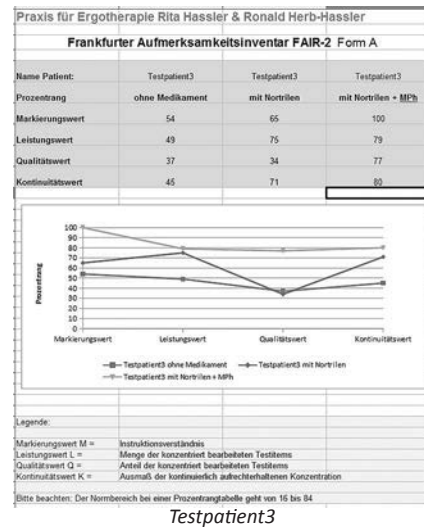 Praxis für Ergotherapie Rita Hassler & Ronald Herb-Hassler
Frankfurter Aufmerksamkeitsinventar FAIR-2 Form A
Name Patient: Testpatient3 Testpatient3 Testpatient3
Prozentrang ohne Medikament mit Nortrilen mit Nortrilen + MPh
Markierungswert 54 65 100
Leistungswert 49 75 79
Qualitätswert 37 34 77
Kontinuitätswert 45 71 80
Prozentrang
100
90
80
70
60
50
40
30
20
10
0
Markierungswert Leistungswert Qualitätswert Kontinuitätswert
Testpatient3 ohne Medikament Testpatient3 mit Nortrilen
Testpatient3 mit Nortrilen + MPh
Legende:
Markierungswert M = Instruktionsverständnis
Leistungswert L = Menge der konzentriert bearbeiteten Testitems
Qualitätswert Q = Anteil der konzentriert bearbeiteten Testitems
Kontinuitätswert K = Ausmaß der kontinuierlich aufrechterhaltenen Konzentration
Bitte beachten: Der Normbereich bei einer Prozentrangtabelle geht von 16 bis 84
Testpatient3